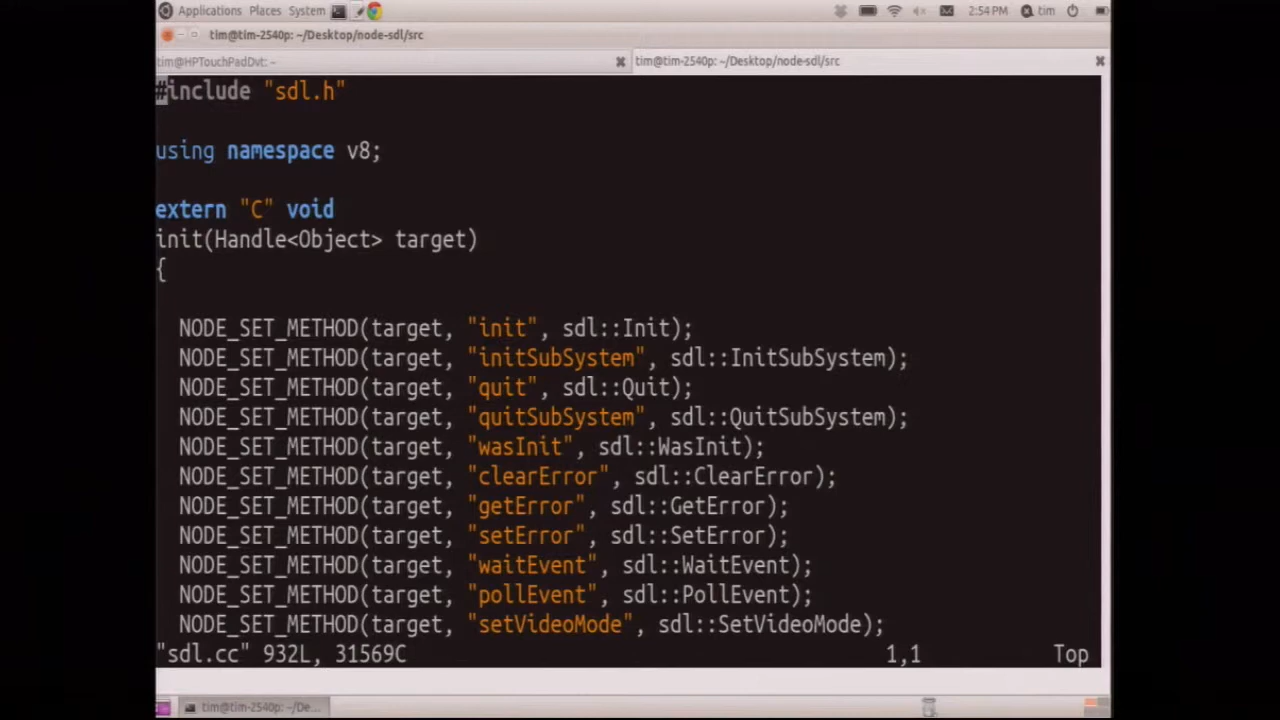 Applications Places System 2:54 PM tim
tim@tim-2540p: ~/Desktop/node-sdl/src
tim@HPTouchPadDvt: ~ tim@tim-2540p: ~/Desktop/node-sdl/src
#include "sdl.h"
using namespace v8;
extern "C" void
init(Handle<Object> target)
{
NODE_SET_METHOD(target, "init", sdl::Init);
NODE_SET_METHOD(target, "initSubSystem", sdl::InitSubSystem);
NODE_SET_METHOD(target, "quit", sdl::Quit);
NODE_SET_METHOD(target, "quitSubSystem", sdl::QuitSubSystem);
NODE_SET_METHOD(target, "wasInit", sdl::WasInit);
NODE_SET_METHOD(target, "clearError", sdl::ClearError);
NODE_SET_METHOD(target, "getError", sdl::GetError);
NODE_SET_METHOD(target, "setError", sdl::SetError);
NODE_SET_METHOD(target, "waitEvent", sdl::WaitEvent);
NODE_SET_METHOD(target, "pollEvent", sdl::PollEvent);
NODE_SET_METHOD(target, "setVideoMode", sdl::SetVideoMode);
"sdl.cc" 932L, 31569C 1,1 Top
tim@tim-2540p: ~/De...